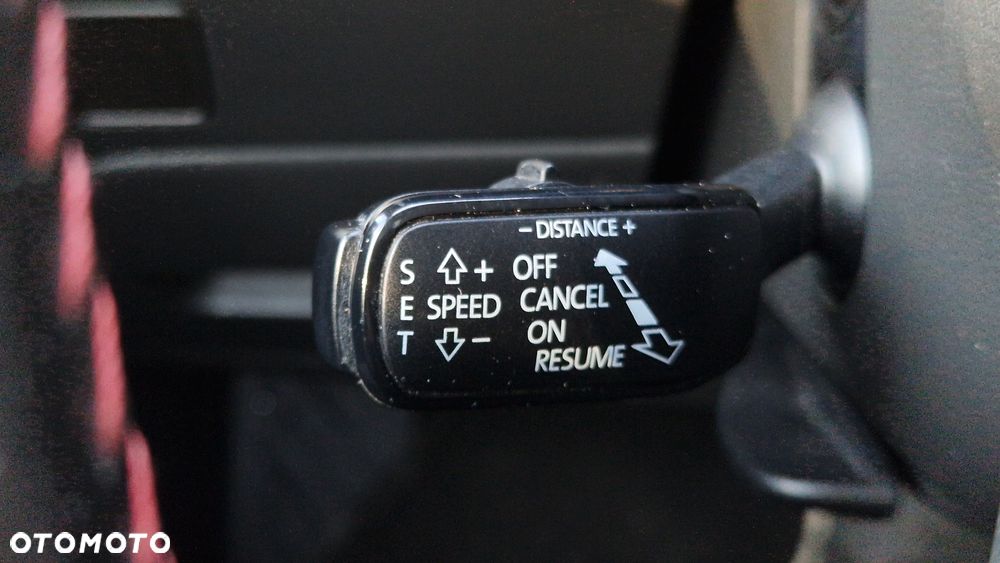 - DISTANCE +
S + OFF
E SPEED CANCEL
T - ON
RESUME
OTOMOTO